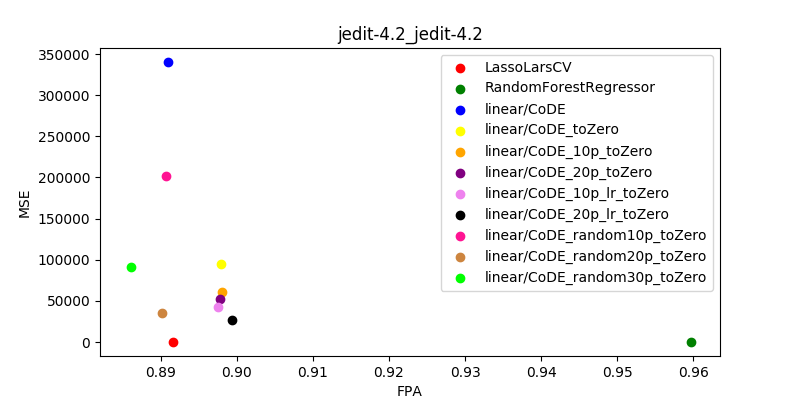 jedit-4.2_jedit-4.2
MSE
350000
300000
250000
200000
150000
100000
50000
0
LassoLarsCV
RandomForestRegressor
linear/CoDE
linear/CoDE_toZero
linear/CoDE_10p_toZero
linear/CoDE_20p_toZero
linear/CoDE_10p_lr_toZero
linear/CoDE_20p_lr_toZero
linear/CoDE_random10p_toZero
linear/CoDE_random20p_toZero
linear/CoDE_random30p_toZero
0.89 0.90 0.91 0.92 0.93 0.94 0.95 0.96
FPA